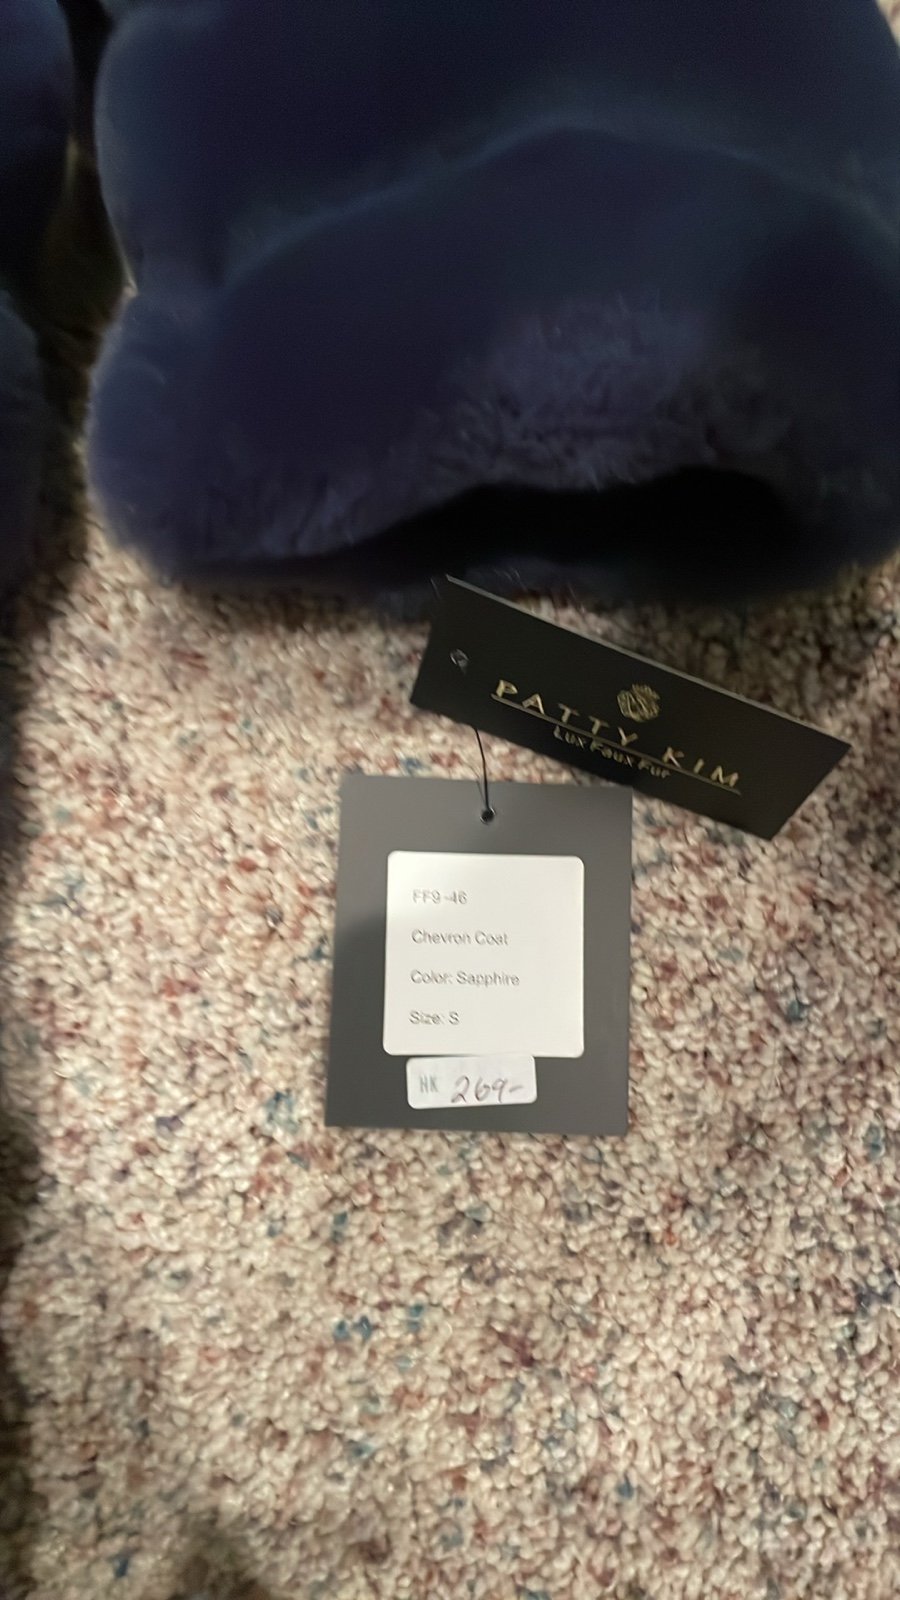 PATTY KIM
Lux Faux Fur
FF9-46
Chevron Coat
Color: Sapphire
Size: S
HK 269-